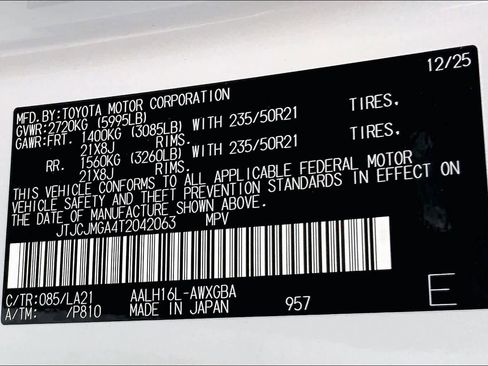 MFD.BY:TOYOTA MOTOR CORPORATION 12/25
GVWR:2720KG (5995LB)
GAWR:FRT. 1400KG (3085LB) WITH 235/50R21 TIRES,
21X8J RIMS.
RR. 1560KG (3260LB) WITH 235/50R21 TIRES,
21X8J RIMS.
THIS VEHICLE CONFORMS TO ALL APPLICABLE FEDERAL MOTOR
VEHICLE SAFETY AND THEFT PREVENTION STANDARDS IN EFFECT ON
THE DATE OF MANUFACTURE SHOWN ABOVE.
JTJCJMGA4T2042063 MPV
C/TR:085/LA21 AALH16L-AWXGBA
A/TM: /P810 MADE IN JAPAN 957 E